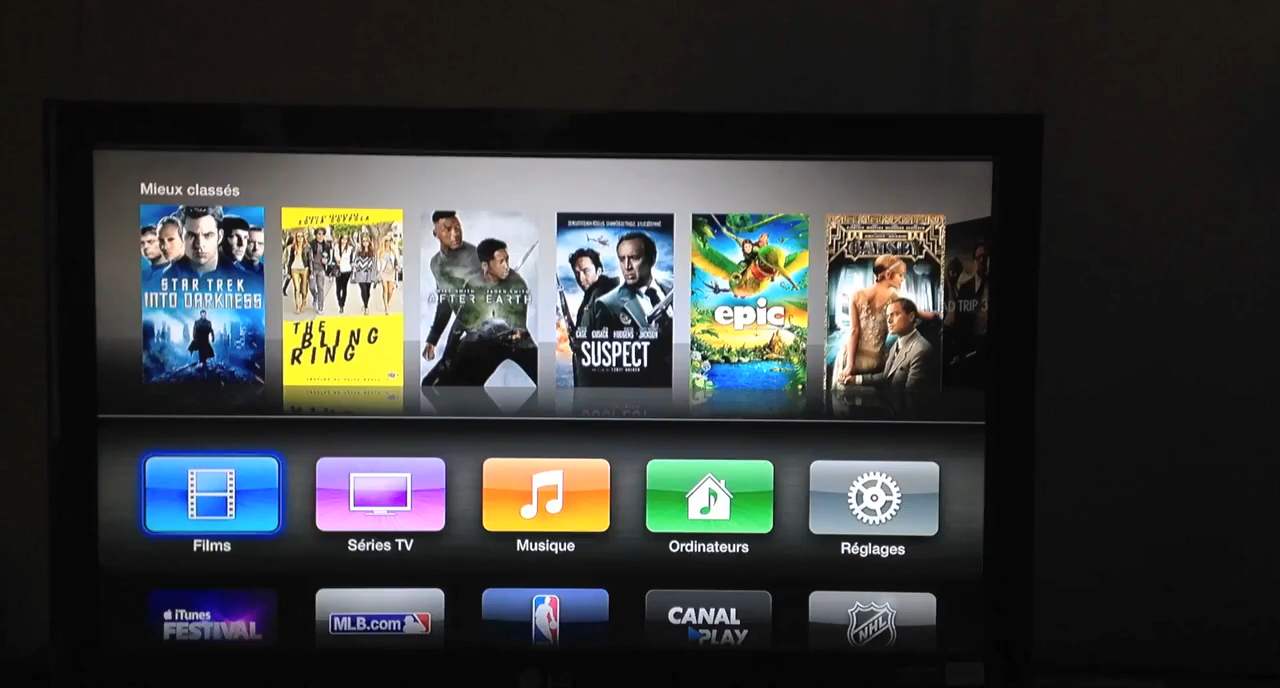 Mieux classés
STAR TREK
INTO DARKNESS
THE
BLING
RING
AFTER EARTH
SUSPECT
epic
GATSBY
Films
Séries TV
Musique
Ordinateurs
Réglages
iTunes
FESTIVAL
MLB.com
CANAL
PLAY
NHL